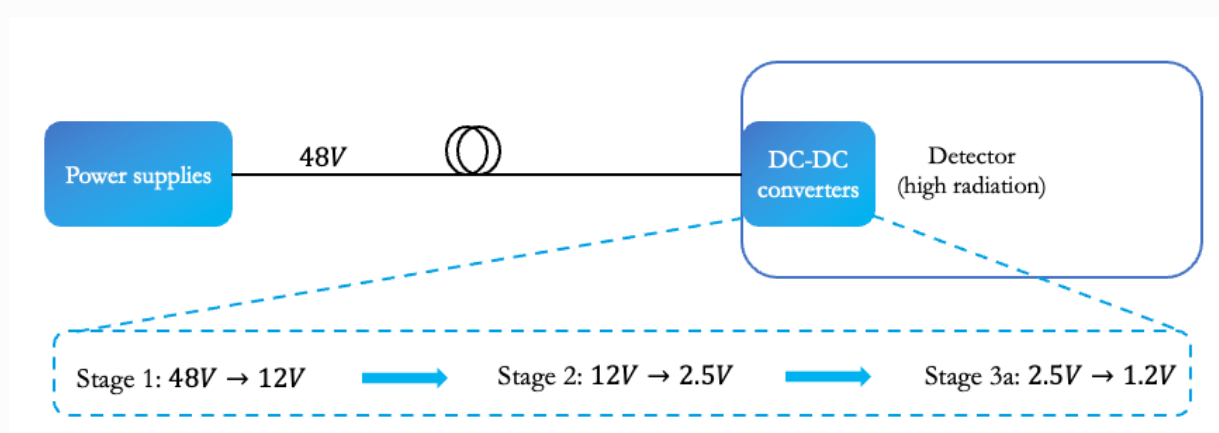 Power supplies
48V
DC-DC
converters
Detector
(high radiation)
Stage 1: 48V → 12V
Stage 2: 12V → 2.5V
Stage 3a: 2.5V → 1.2V